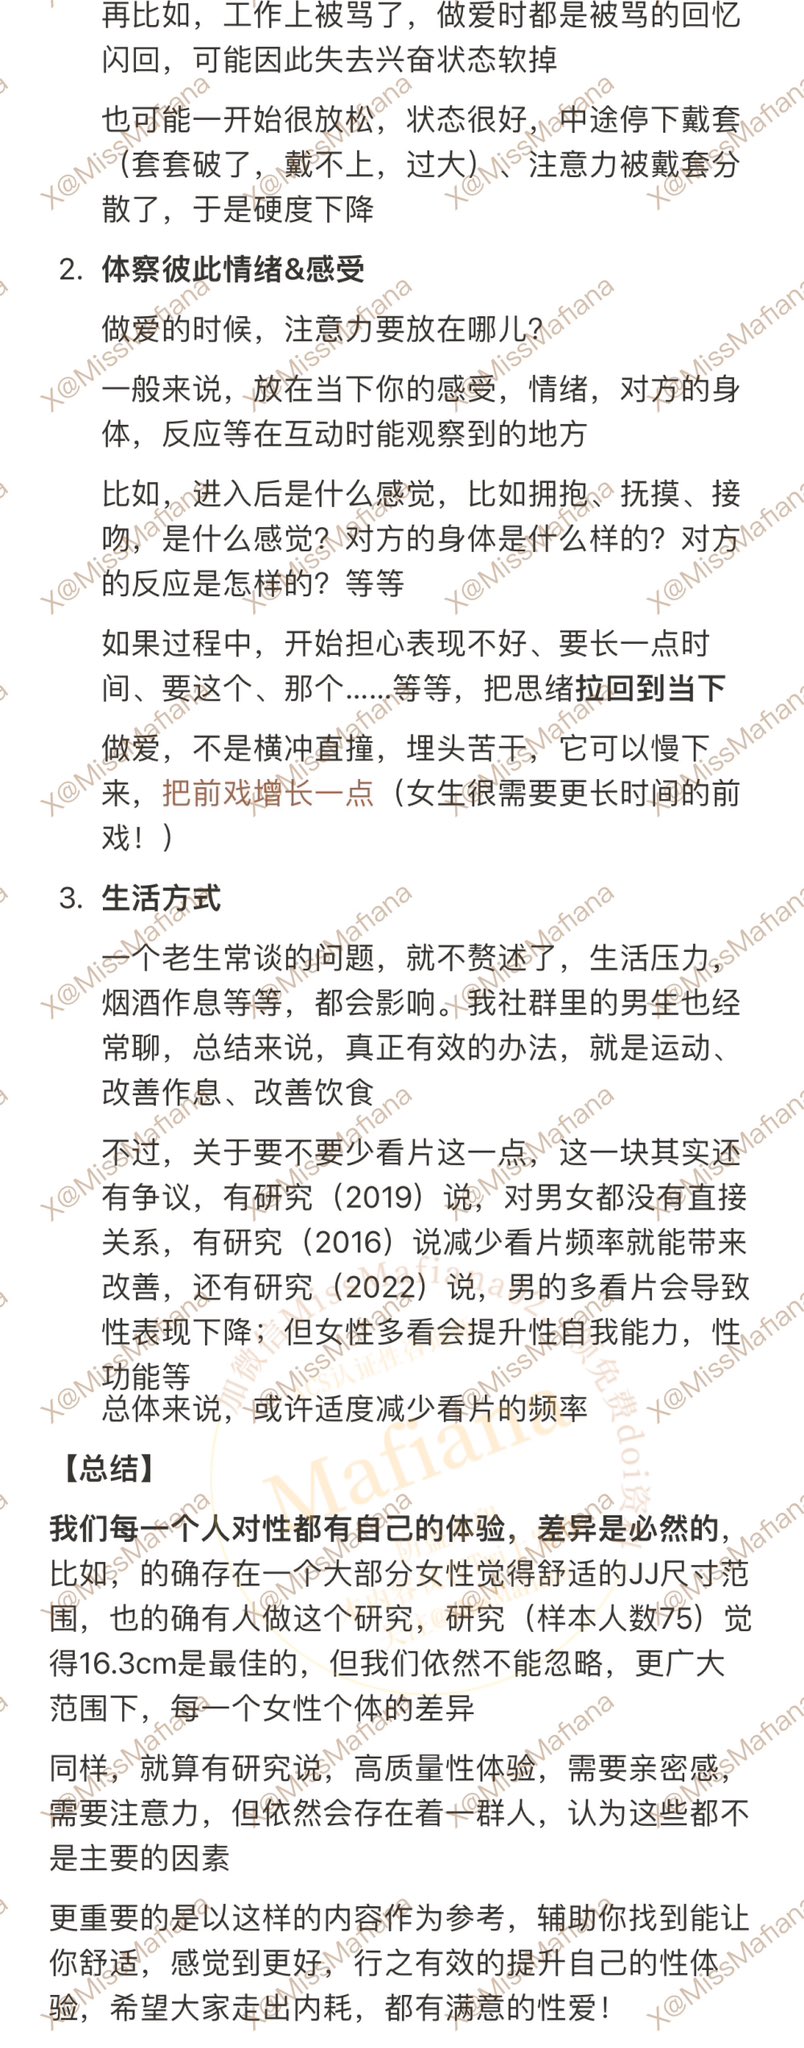 再比如，工作上被骂了，做爱时都是被骂的回忆
闪回，可能因此失去兴奋状态软掉
也可能一开始很放松，状态很好，中途停下戴套
（套套破了，戴不上，过大）、注意力被戴套分
散了，于是硬度下降
2. 体察彼此情绪&感受
做爱的时候，注意力要放在哪儿？
一般来说，放在当下你的感受，情绪，对方的身
体，反应等在互动时能观察到的地方
比如，进入后是什么感觉，比如拥抱、抚摸、接
吻，是什么感觉？对方的身体是什么样的？对方
的反应是怎样的？等等
如果过程中，开始担心表现不好、要长一点时
间、要这个、那个……等等，把思绪拉回到当下
做爱，不是横冲直撞，埋头苦干，它可以慢下
来，把前戏增长一点（女生很需要更长时间的前
戏！）
3. 生活方式
一个老生常谈的问题，就不赘述了，生活压力，
烟酒作息等等，都会影响。我社群里的男生也经
常聊，总结来说，真正有效的办法，就是运动、
改善作息、改善饮食
不过，关于要不要少看片这一点，这一块其实还
有争议，有研究（2019）说，对男女都没有直接
关系，有研究（2016）说减少看片频率就能带来
改善，还有研究（2022）说，男的多看片会导致
性表现下降；但女性多看会提升性自我能力，性
功能等
总体来说，或许适度减少看片的频率
【总结】
我们每一个人对性都有自己的体验，差异是必然的，
比如，的确存在一个大部分女性觉得舒适的JJ尺寸范
围，也的确有人做这个研究，研究（样本人数75）觉
得16.3cm是最佳的，但我们依然不能忽略，更广大
范围下，每一个女性个体的差异
同样，就算有研究说，高质量性体验，需要亲密感，
需要注意力，但依然会存在着一群人，认为这些都不
是主要的因素
更重要的是以这样的内容作为参考，辅助你找到能让
你舒适，感觉到更好，行之有效的提升自己的性体
验，希望大家走出内耗，都有满意的性爱！
X@MissMafiana
Mafiana